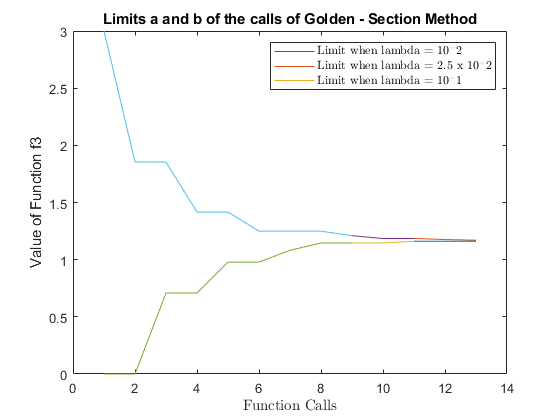 Limits a and b of the calls of Golden - Section Method
3
2.5
2
1.5
1
0.5
0
Value of Function f3
Limit when lambda = 10^-2
Limit when lambda = 2.5 x 10^-2
Limit when lambda = 10^-1
0 2 4 6 8 10 12 14
Function Calls